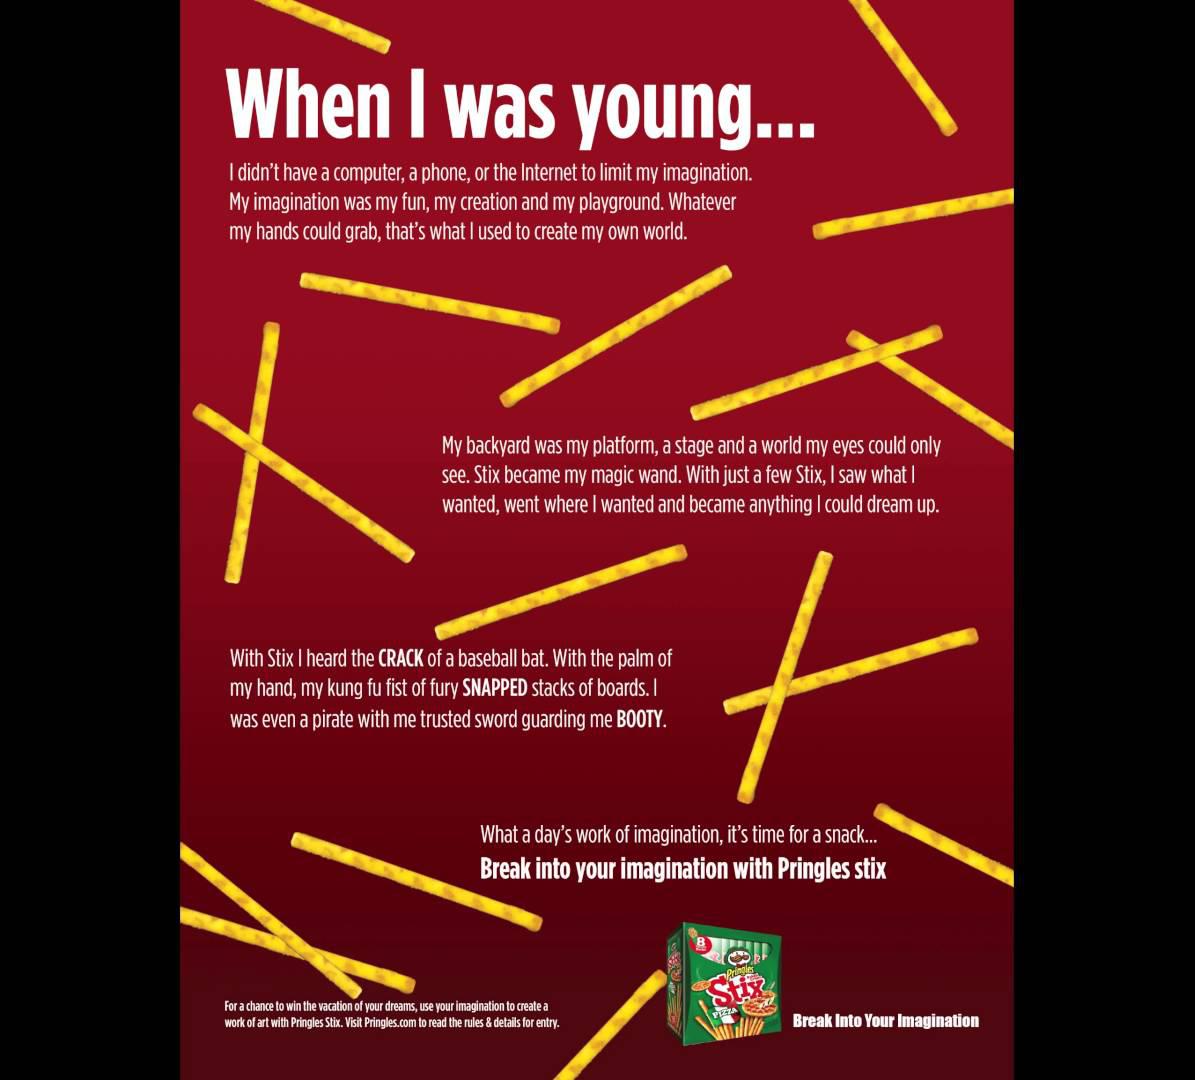 When I was young...
I didn't have a computer, a phone, or the Internet to limit my imagination.
My imagination was my fun, my creation and my playground. Whatever
my hands could grab, that's what I used to create my own world.
My backyard was my platform, a stage and a world my eyes could only
see. Stix became my magic wand. With just a few Stix, I saw what I
wanted, went where I wanted and became anything I could dream up.
With Stix I heard the CRACK of a baseball bat. With the palm of
my hand, my kung fu fist of fury SNAPPED stacks of boards. I
was even a pirate with me trusted sword guarding me BOOTY.
What a day's work of imagination, it's time for a snack...
Break into your imagination with Pringles stix
8
Pringles
Stix
PIZZA
For a chance to win the vacation of your dreams, use your imagination to create a
work of art with Pringles Stix. Visit Pringles.com to read the rules & details for entry.
Break Into Your Imagination